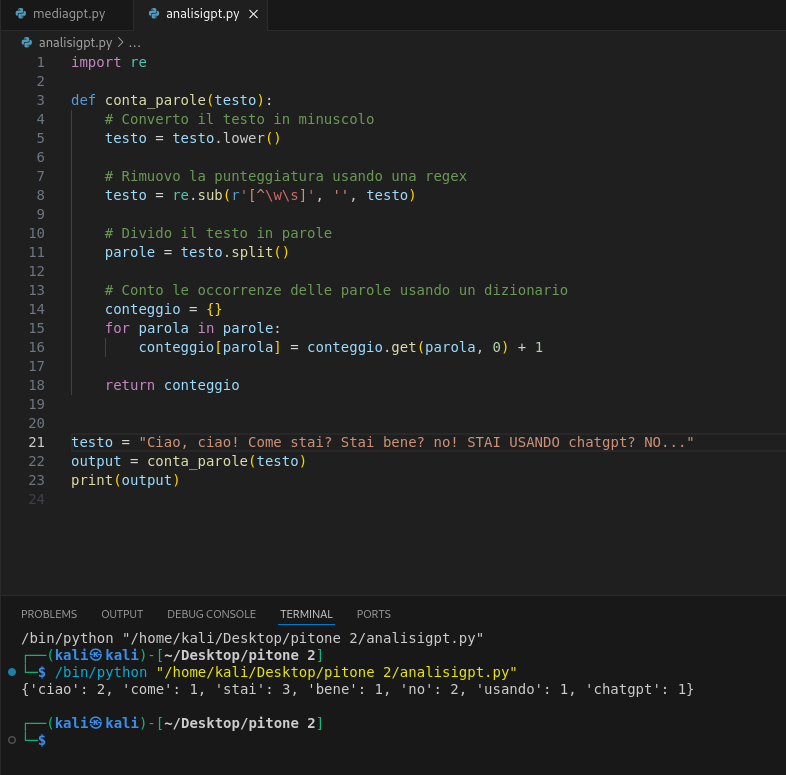 mediagpt.py analisigpt.py
analisigpt.py > ...
1 import re
2
3 def conta_parole(testo):
4 # Converto il testo in minuscolo
5 testo = testo.lower()
6
7 # Rimuovo la punteggiatura usando una regex
8 testo = re.sub(r'[^\w\s]', '', testo)
9
10 # Divido il testo in parole
11 parole = testo.split()
12
13 # Conto le occorrenze delle parole usando un dizionario
14 conteggio = {}
15 for parola in parole:
16 conteggio[parola] = conteggio.get(parola, 0) + 1
17
18 return conteggio
19
20
21 testo = "Ciao, ciao! Come stai? Stai bene? no! STAI USANDO chatgpt? NO..."
22 output = conta_parole(testo)
23 print(output)
24
PROBLEMS OUTPUT DEBUG CONSOLE TERMINAL PORTS
/bin/python "/home/kali/Desktop/pitone 2/analisigpt.py"
┌──(kali㉿kali)-[~/Desktop/pitone 2]
└─$ /bin/python "/home/kali/Desktop/pitone 2/analisigpt.py"
{'ciao': 2, 'come': 1, 'stai': 3, 'bene': 1, 'no': 2, 'usando': 1, 'chatgpt': 1}
┌──(kali㉿kali)-[~/Desktop/pitone 2]
└─$